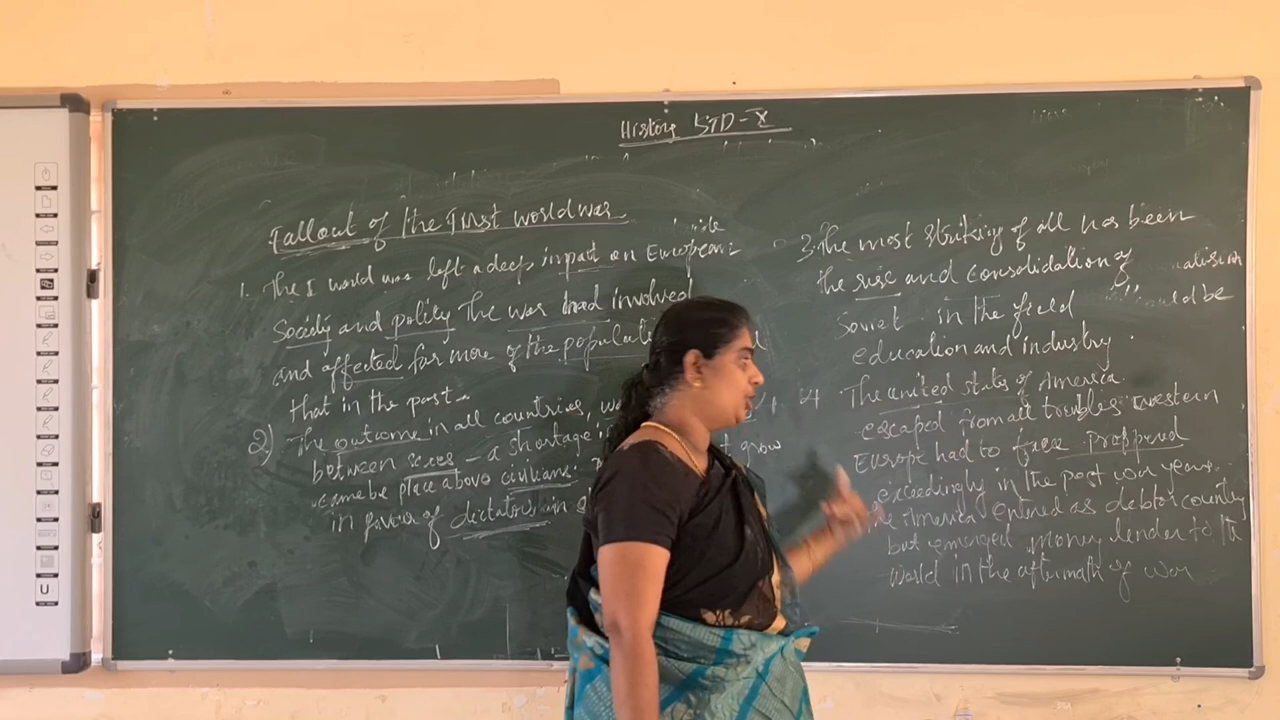 History STD-X
Fallout of the First world war
1. The I world war left a deep impact on European
Society and polity The war had involved
and affected far more of the
that in the past.
2) The outcome in all countries,
between sexes - a shortage
came be place above civilians.
in favour of dictators in
grow
3. The most striking of all has been
the rise and consolidation of
Soviet in the field
would be
education and industry.
4 The united states of America
escaped from all troubles western
Europe had to face. Prospered
exceedingly in the post war years.
America entered as debtor country
but emerged money lender to the
world in the aftermath of war
U